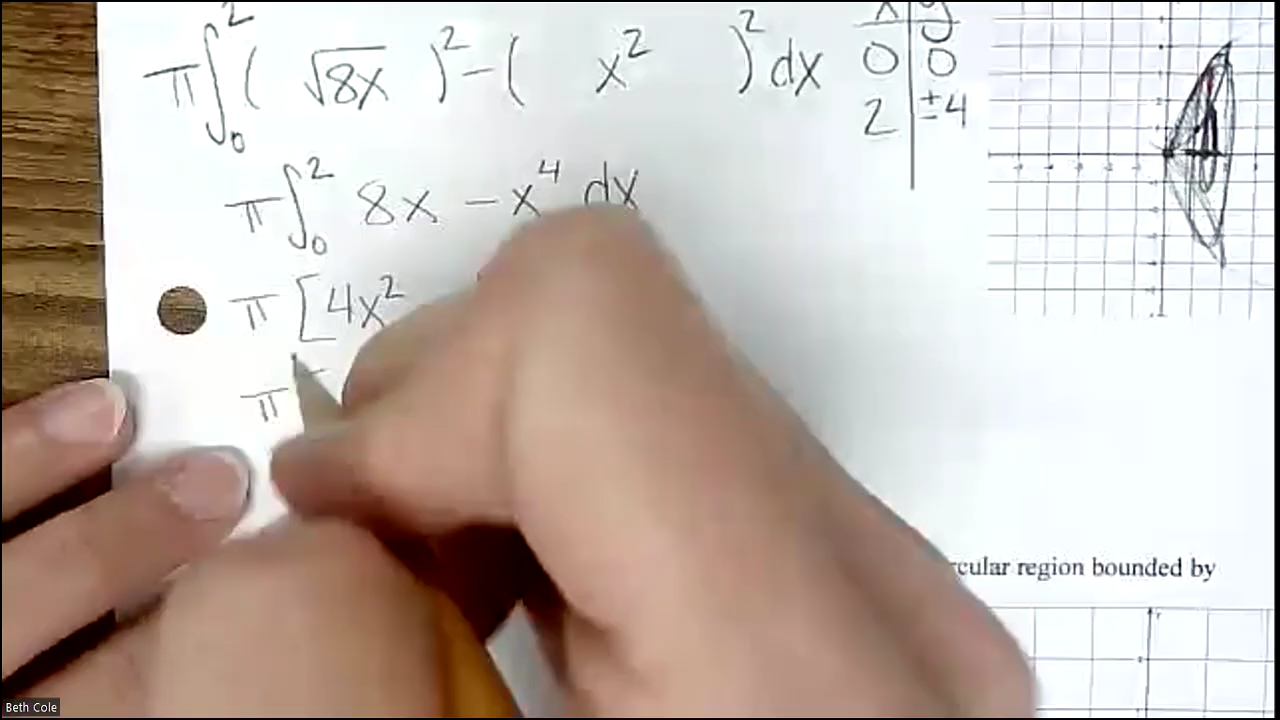 π∫₀² ( √8x )² - ( x² )² dx
x | y
0 | 0
2 | ±4
π∫₀² 8x - x⁴ dx
π [4x²
π
cular region bounded by
Beth Cole